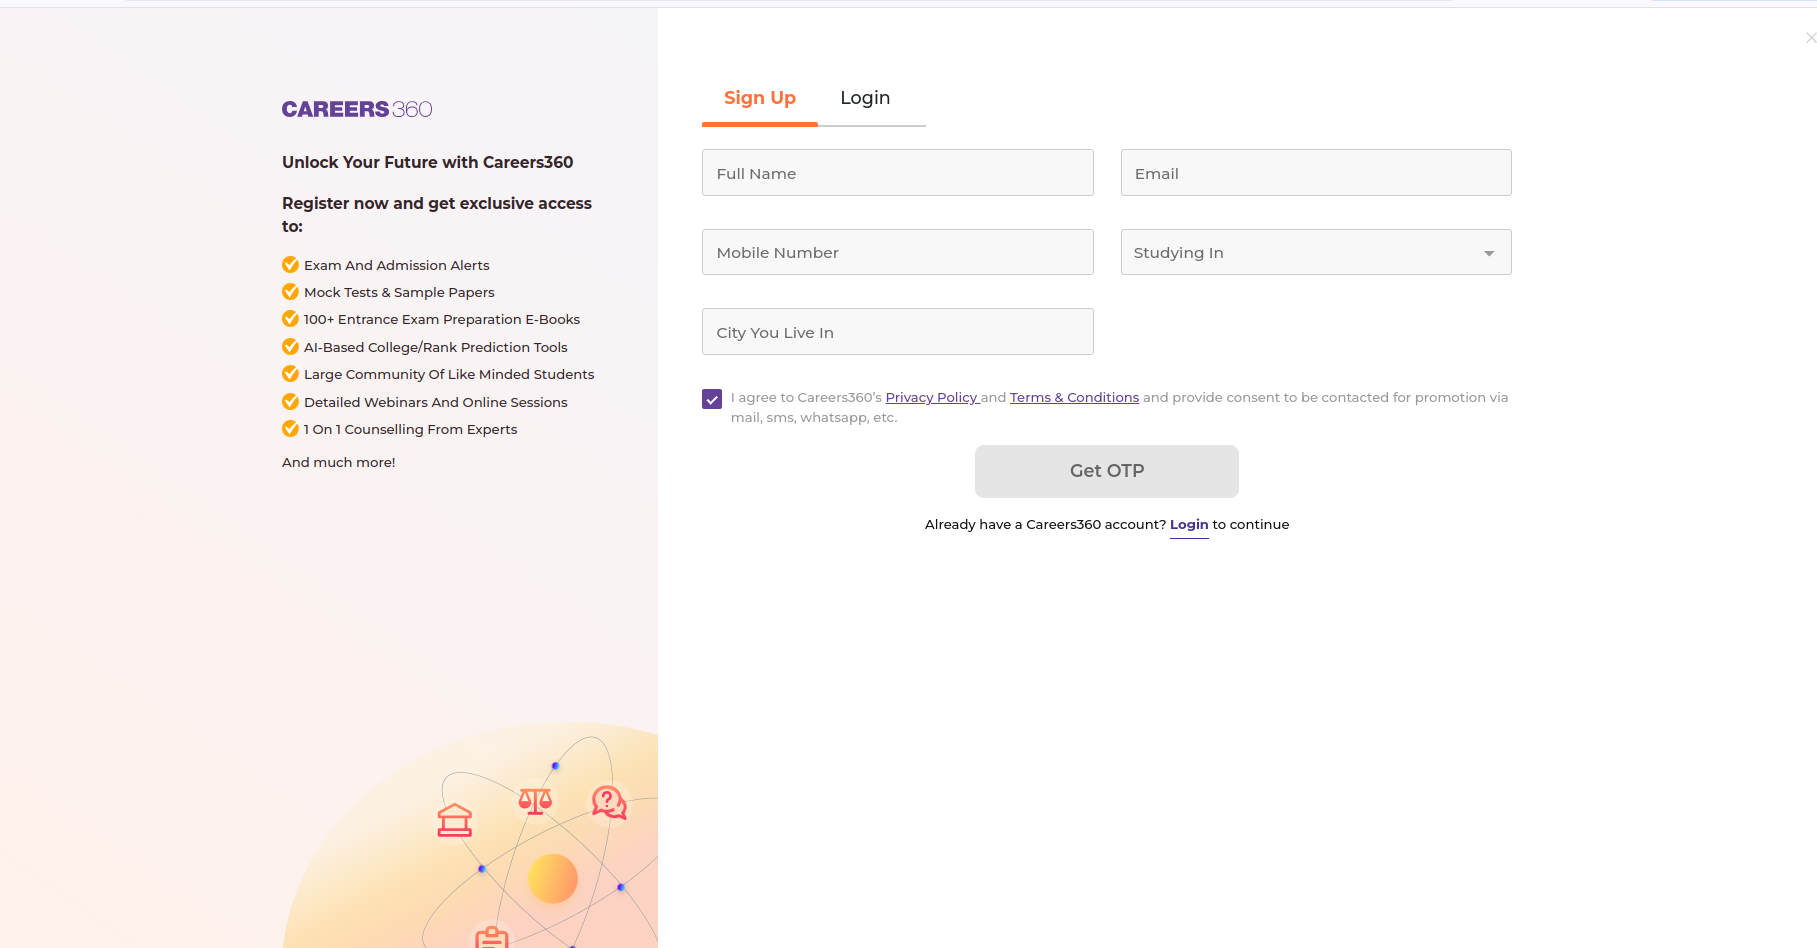 CAREERS360
Unlock Your Future with Careers360
Register now and get exclusive access
to:
Exam And Admission Alerts
Mock Tests & Sample Papers
100+ Entrance Exam Preparation E-Books
AI-Based College/Rank Prediction Tools
Large Community Of Like Minded Students
Detailed Webinars And Online Sessions
1 On 1 Counselling From Experts
And much more!
Sign Up Login
Full Name Email
Mobile Number Studying In
City You Live In
I agree to Careers360's Privacy Policy and Terms & Conditions and provide consent to be contacted for promotion via
mail, sms, whatsapp, etc.
Get OTP
Already have a Careers360 account? Login to continue